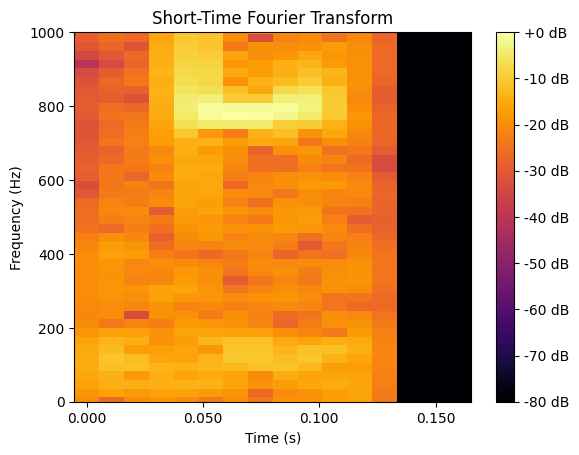 Short-Time Fourier Transform
1000
800
600
400
200
0
Frequency (Hz)
0.000
0.050
0.100
0.150
Time (s)
+0 dB
-10 dB
-20 dB
-30 dB
-40 dB
-50 dB
-60 dB
-70 dB
-80 dB